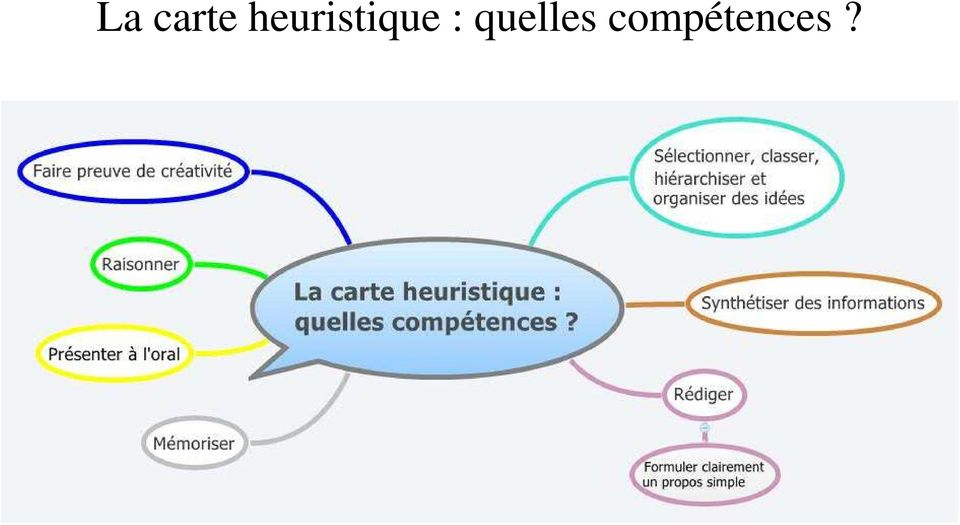 La carte heuristique : quelles compétences ?
Faire preuve de créativité
Sélectionner, classer,
hiérarchiser et
organiser des idées
Raisonner
La carte heuristique :
quelles compétences ?
Synthétiser des informations
Présenter à l'oral
Rédiger
Mémoriser
Formuler clairement
un propos simple